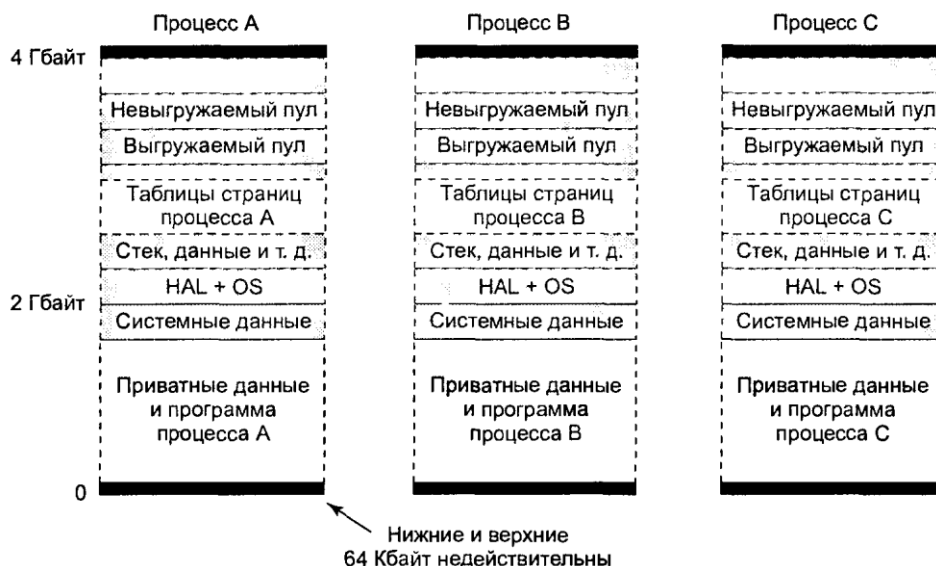 Процесс А
Процесс В
Процесс С
4 Гбайт
Невыгружаемый пул
Невыгружаемый пул
Невыгружаемый пул
Выгружаемый пул
Выгружаемый пул
Выгружаемый пул
Таблицы страниц
процесса А
Таблицы страниц
процесса В
Таблицы страниц
процесса С
Стек, данные и т. д.
Стек, данные и т. д.
Стек, данные и т. д.
HAL + OS
HAL + OS
HAL + OS
2 Гбайт
Системные данные
Системные данные
Системные данные
Приватные данные
и программа
процесса А
Приватные данные
и программа
процесса В
Приватные данные
и программа
процесса С
0
Нижние и верхние
64 Кбайт недействительны